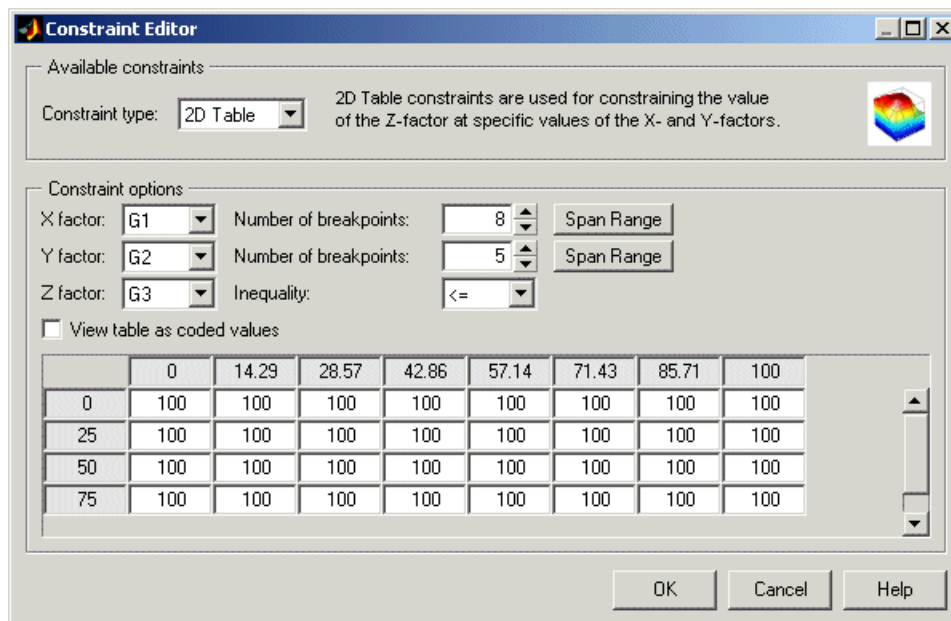 Constraint Editor
Available constraints
Constraint type: 2D Table
2D Table constraints are used for constraining the value
of the Z-factor at specific values of the X- and Y-factors.
Constraint options
X factor: G1 Number of breakpoints: 8 Span Range
Y factor: G2 Number of breakpoints: 5 Span Range
Z factor: G3 Inequality: <=
View table as coded values
0 14.29 28.57 42.86 57.14 71.43 85.71 100
0 100 100 100 100 100 100 100 100
25 100 100 100 100 100 100 100 100
50 100 100 100 100 100 100 100 100
75 100 100 100 100 100 100 100 100
OK Cancel Help